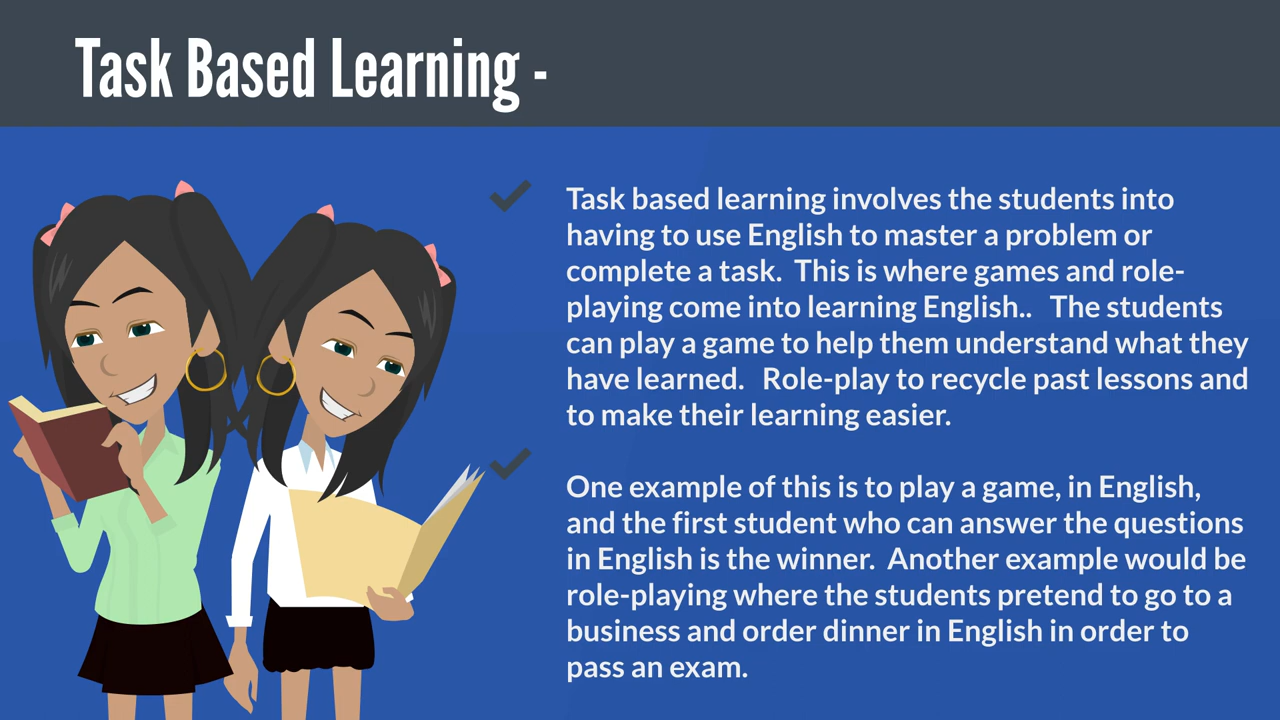 Task Based Learning -
Task based learning involves the students into
having to use English to master a problem or
complete a task.  This is where games and role-
playing come into learning English..   The students
can play a game to help them understand what they
have learned.   Role-play to recycle past lessons and
to make their learning easier.
One example of this is to play a game, in English,
and the first student who can answer the questions
in English is the winner.  Another example would be
role-playing where the students pretend to go to a
business and order dinner in English in order to
pass an exam.